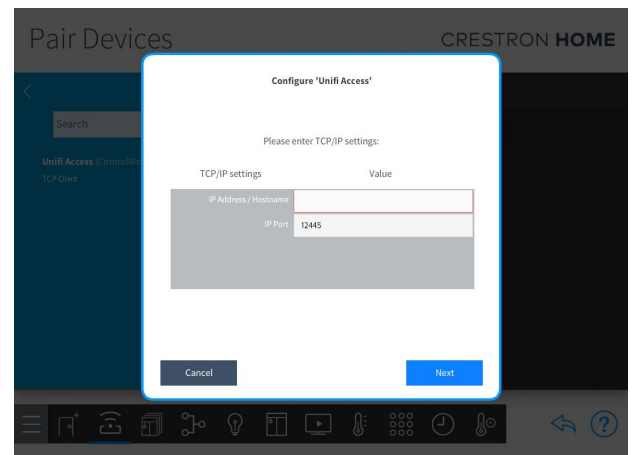 Pair Devices
CRESTRON HOME
Configure 'Unifi Access'
Search
Please enter TCP/IP settings:
Unifi Access (ControlWo
TCP Client
TCP/IP settings Value
IP Address / Hostname
IP Port 12445
Cancel Next
?